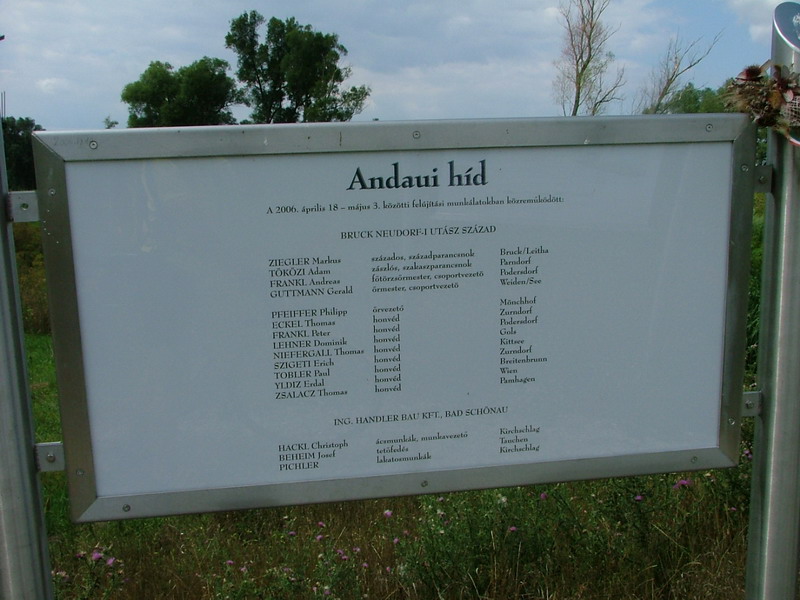 Andaui híd
A 2006. április 18 – május 3. közötti felújítási munkálatokban közreműködött:
BRUCK NEUDORF-I UTÁSZ SZÁZAD
ZIEGLER Markus százados, századparancsnok Bruck/Leitha
TÖKÖZI Adam zászlós, szakaszparancsnok Parndorf
FRANKL Andreas főtörzsőrmester, csoportvezető Podersdorf
GUTTMANN Gerald őrmester, csoportvezető Weiden/See
PFEIFFER Philipp őrvezető Mönchhof
ECKEL Thomas honvéd Zurndorf
FRANKL Peter honvéd Podersdorf
LEHNER Dominik honvéd Gols
NIEFERGALL Thomas honvéd Kittsee
SZIGETI Erich honvéd Zurndorf
TOBLER Paul honvéd Breitenbrunn
YLDIZ Erdal honvéd Wien
ZSALACZ Thomas honvéd Pamhagen
ING. HANDLER BAU KFT., BAD SCHÖNAU
HACKL Christoph ácsmunkák, munkavezető Kirchschlag
BEHEIM Josef tetőfedés Tauchen
PICHLER lakatosmunkák Kirchschlag